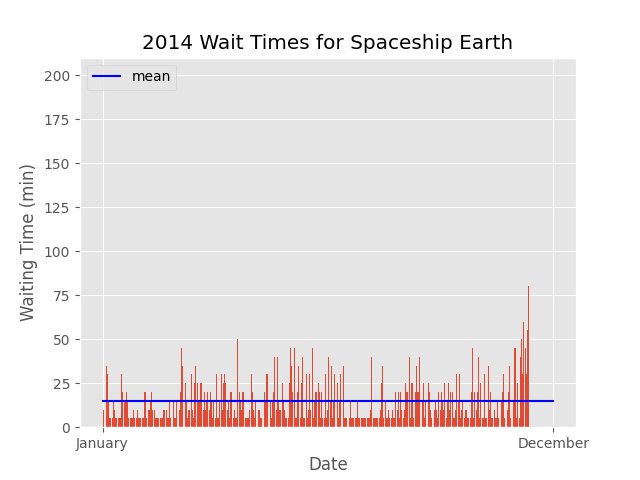 2014 Wait Times for Spaceship Earth
mean
200
175
150
125
100
75
50
25
0
Waiting Time (min)
January
December
Date